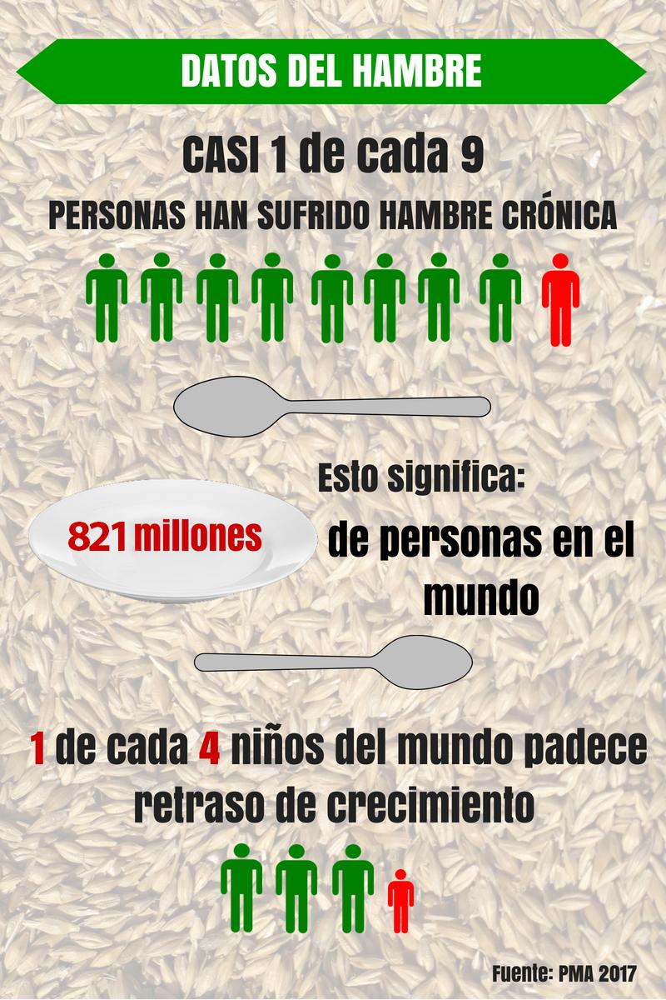 DATOS DEL HAMBRE
CASI 1 de cada 9
PERSONAS HAN SUFRIDO HAMBRE CRÓNICA
Esto significa:
821 millones
de personas en el
mundo
1 de cada 4 niños del mundo padece
retraso de crecimiento
Fuente: PMA 2017